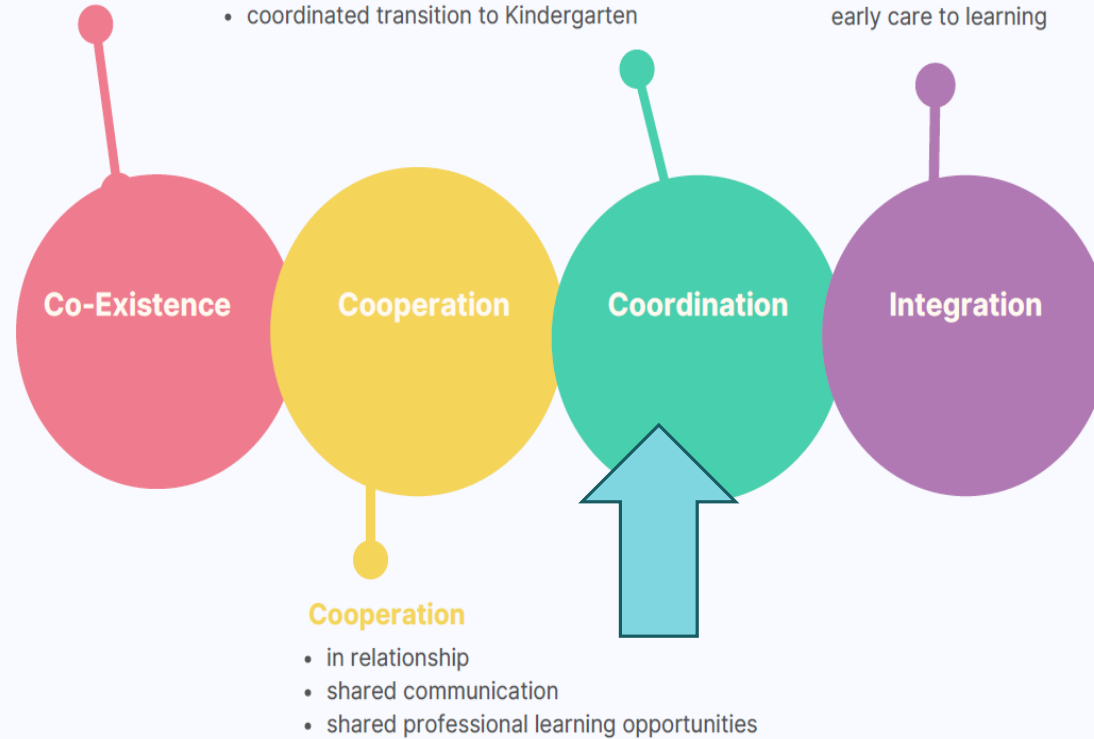 • coordinated transition to Kindergarten
early care to learning
Co-Existence
Cooperation
Coordination
Integration
Cooperation
• in relationship
• shared communication
• shared professional learning opportunities